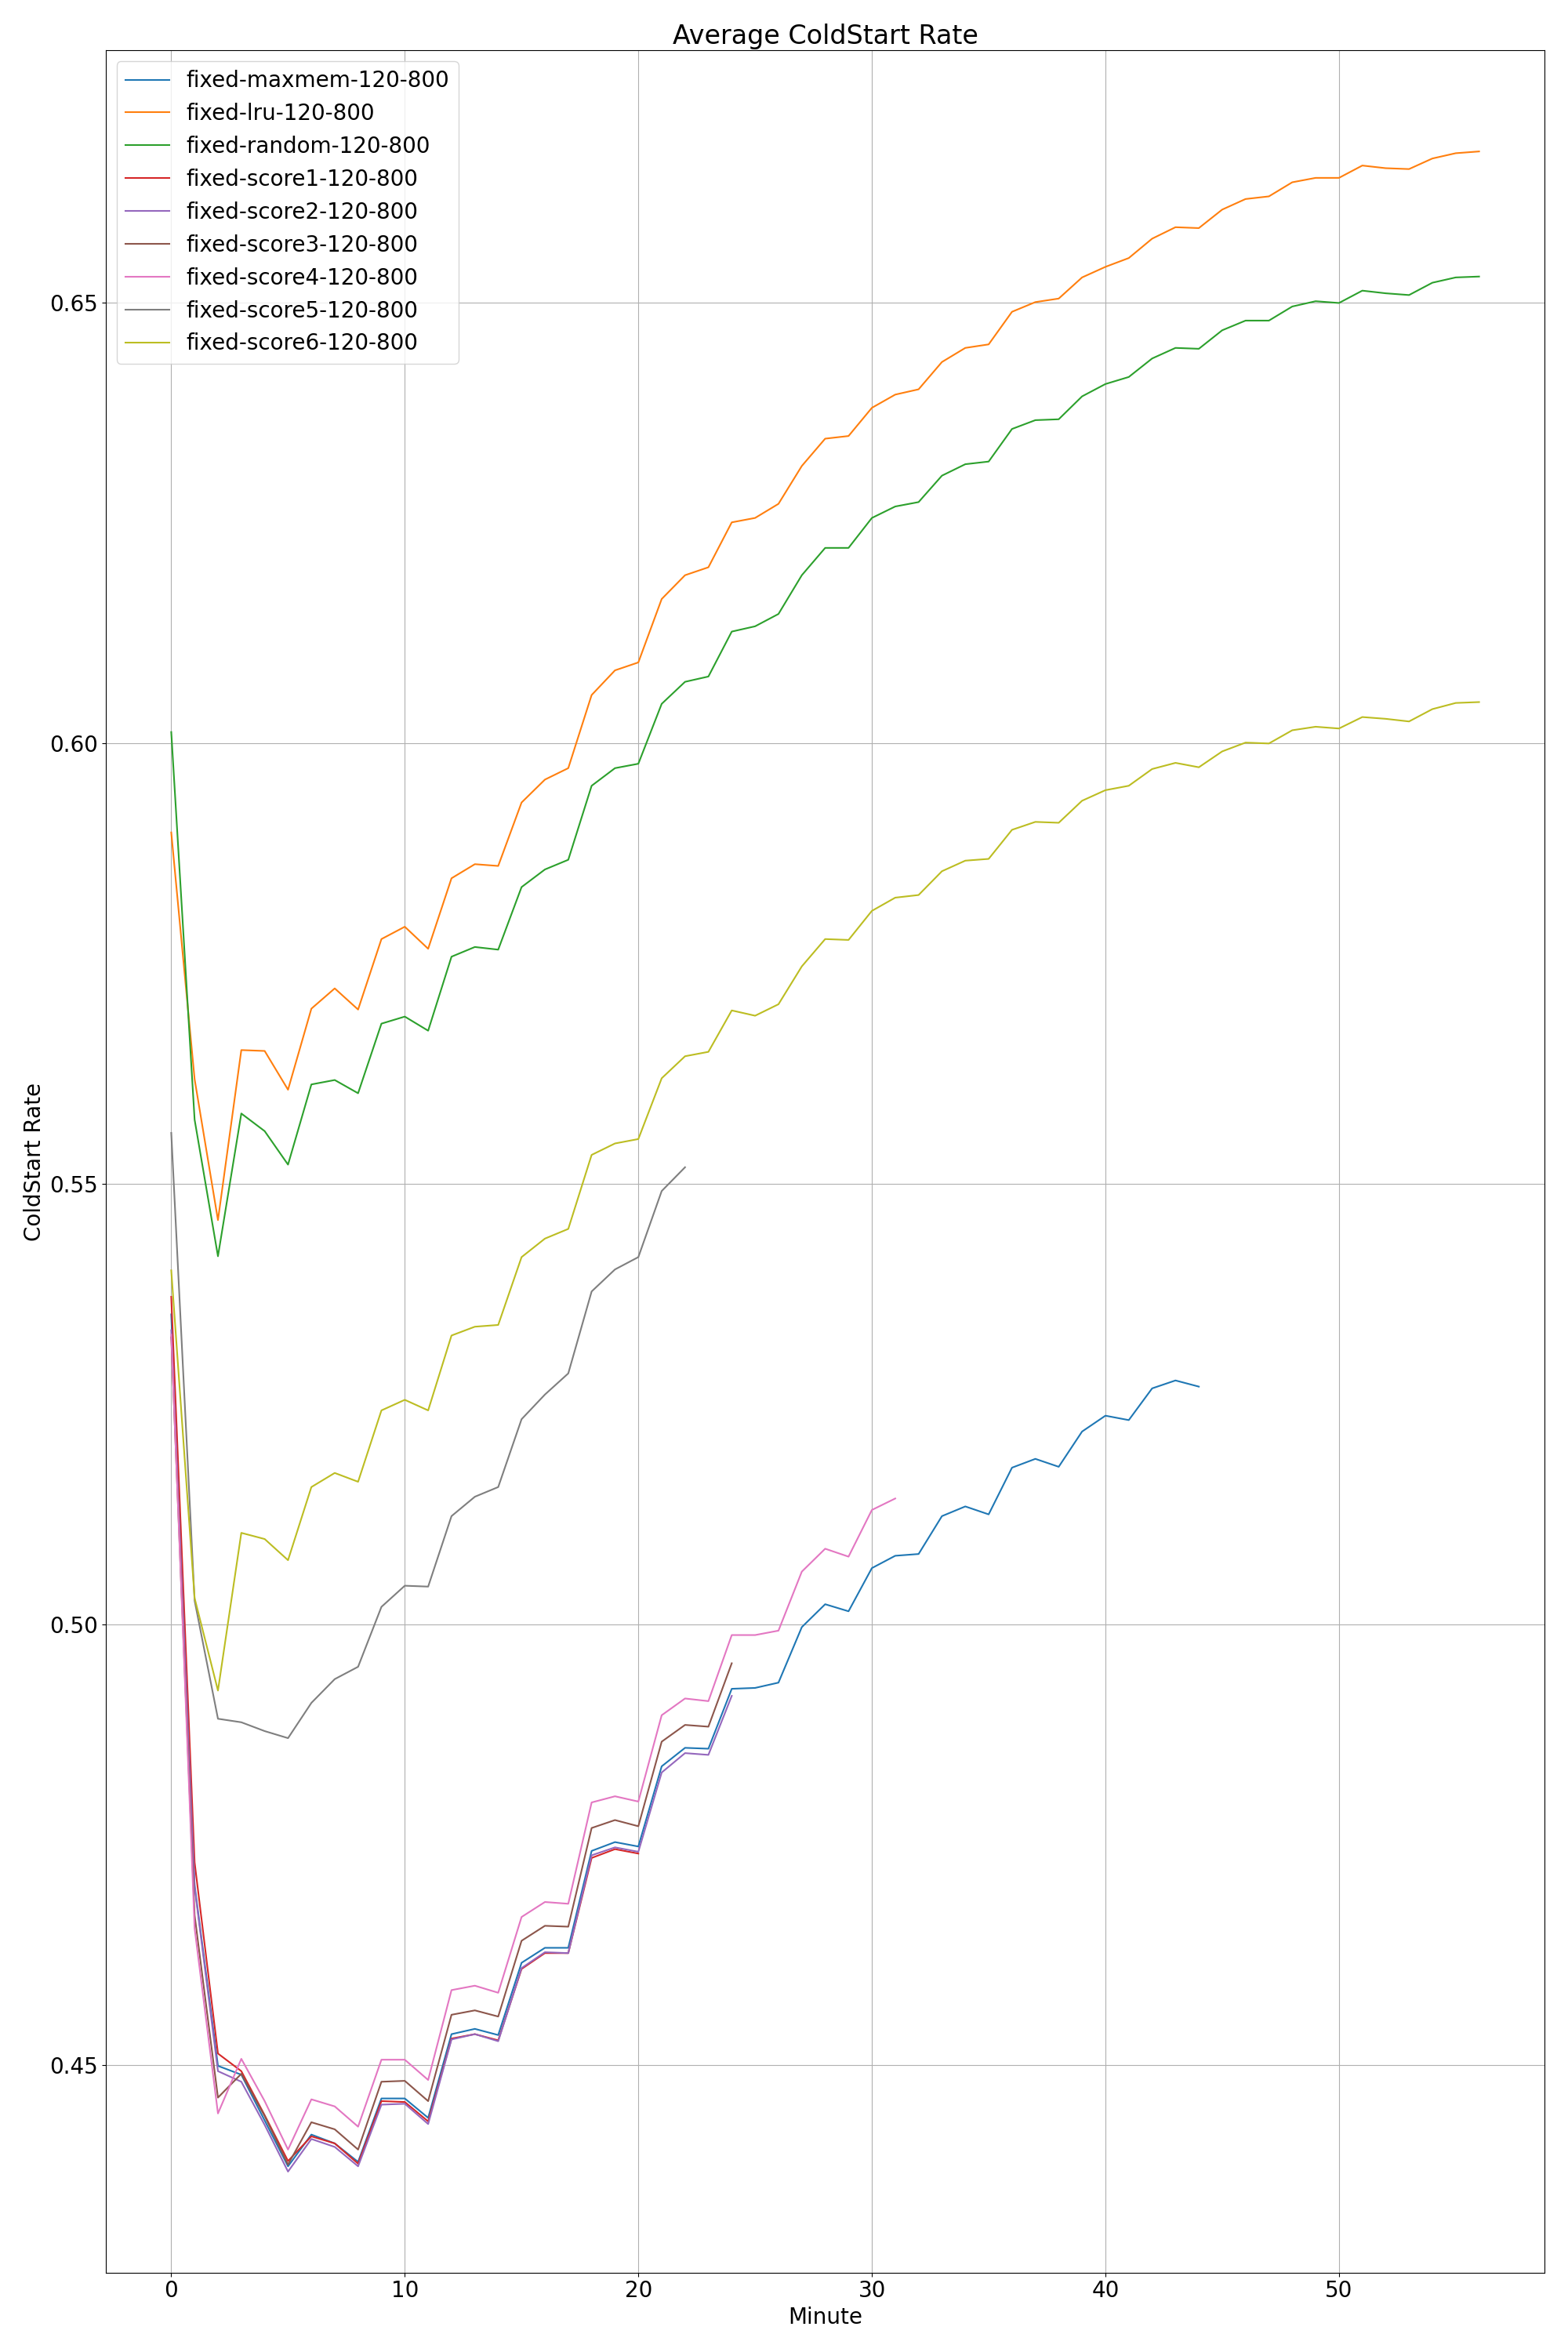 Average ColdStart Rate
fixed-maxmem-120-800
fixed-lru-120-800
fixed-random-120-800
fixed-score1-120-800
fixed-score2-120-800
fixed-score3-120-800
fixed-score4-120-800
fixed-score5-120-800
fixed-score6-120-800
0.65
0.60
0.55
0.50
0.45
ColdStart Rate
0 10 20 30 40 50
Minute